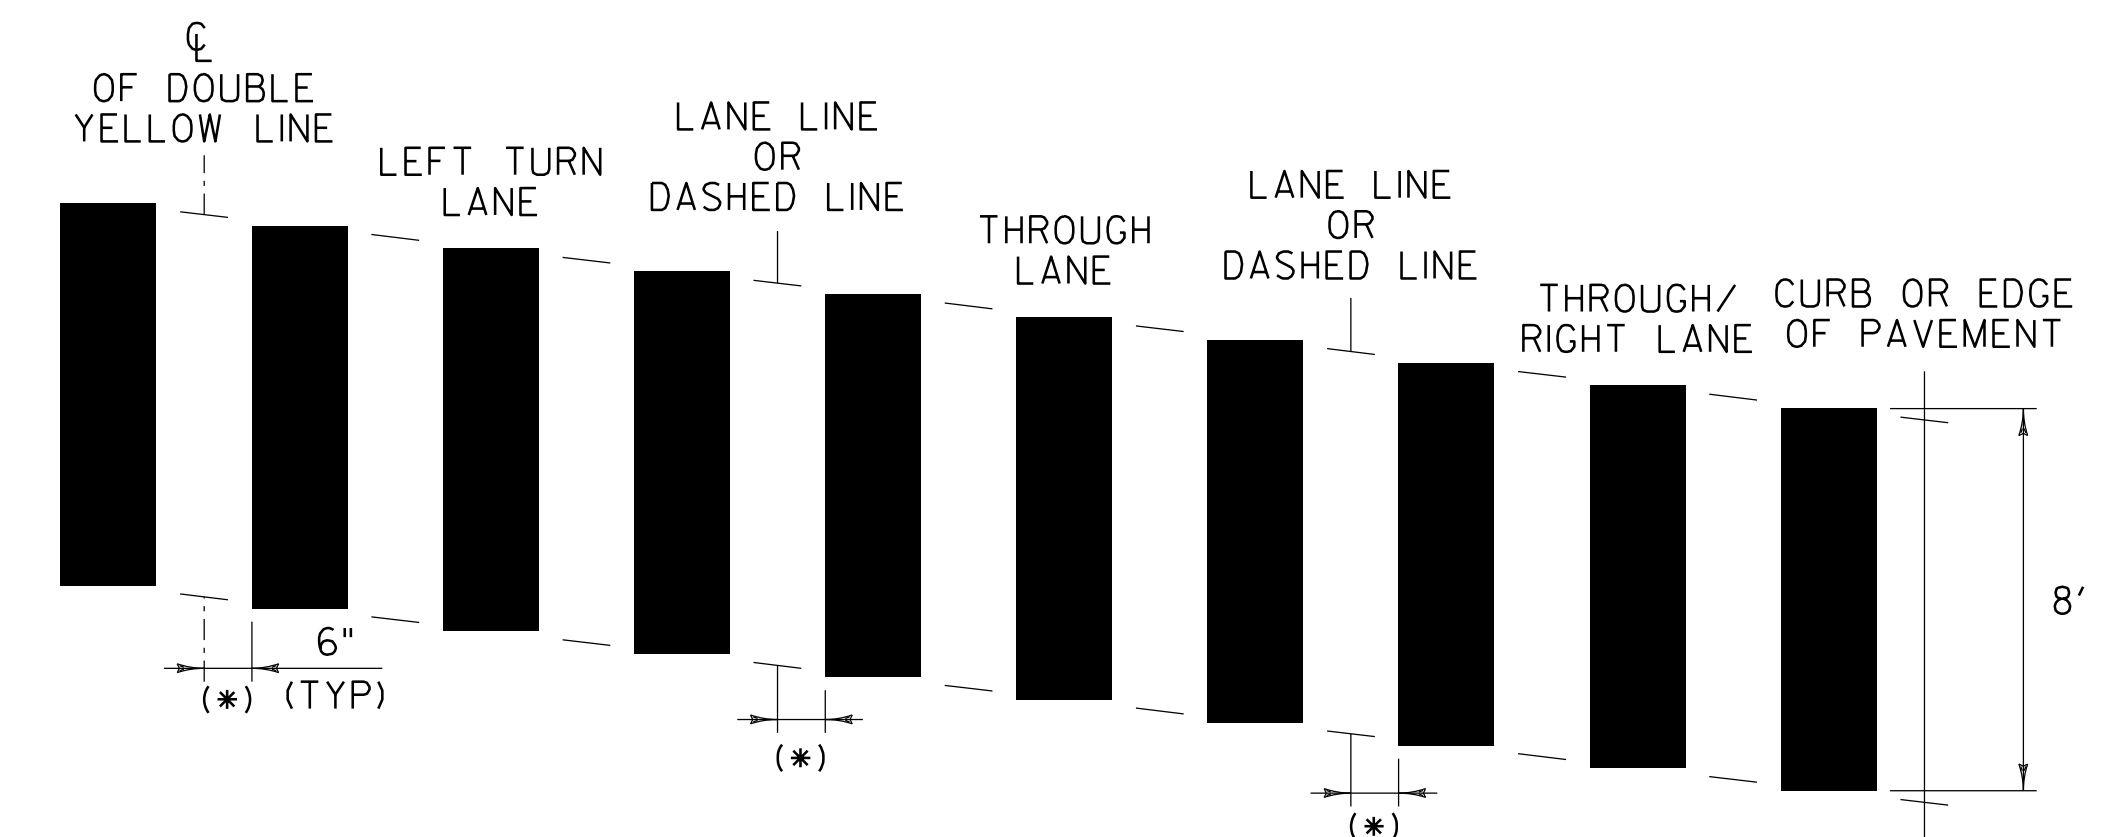 ℄
OF DOUBLE
YELLOW LINE
LEFT TURN
LANE
LANE LINE
OR
DASHED LINE
THROUGH
LANE
LANE LINE
OR
DASHED LINE
THROUGH/
RIGHT LANE
CURB OR EDGE
OF PAVEMENT
8'
6"
(*) (TYP)
(*)
(*)